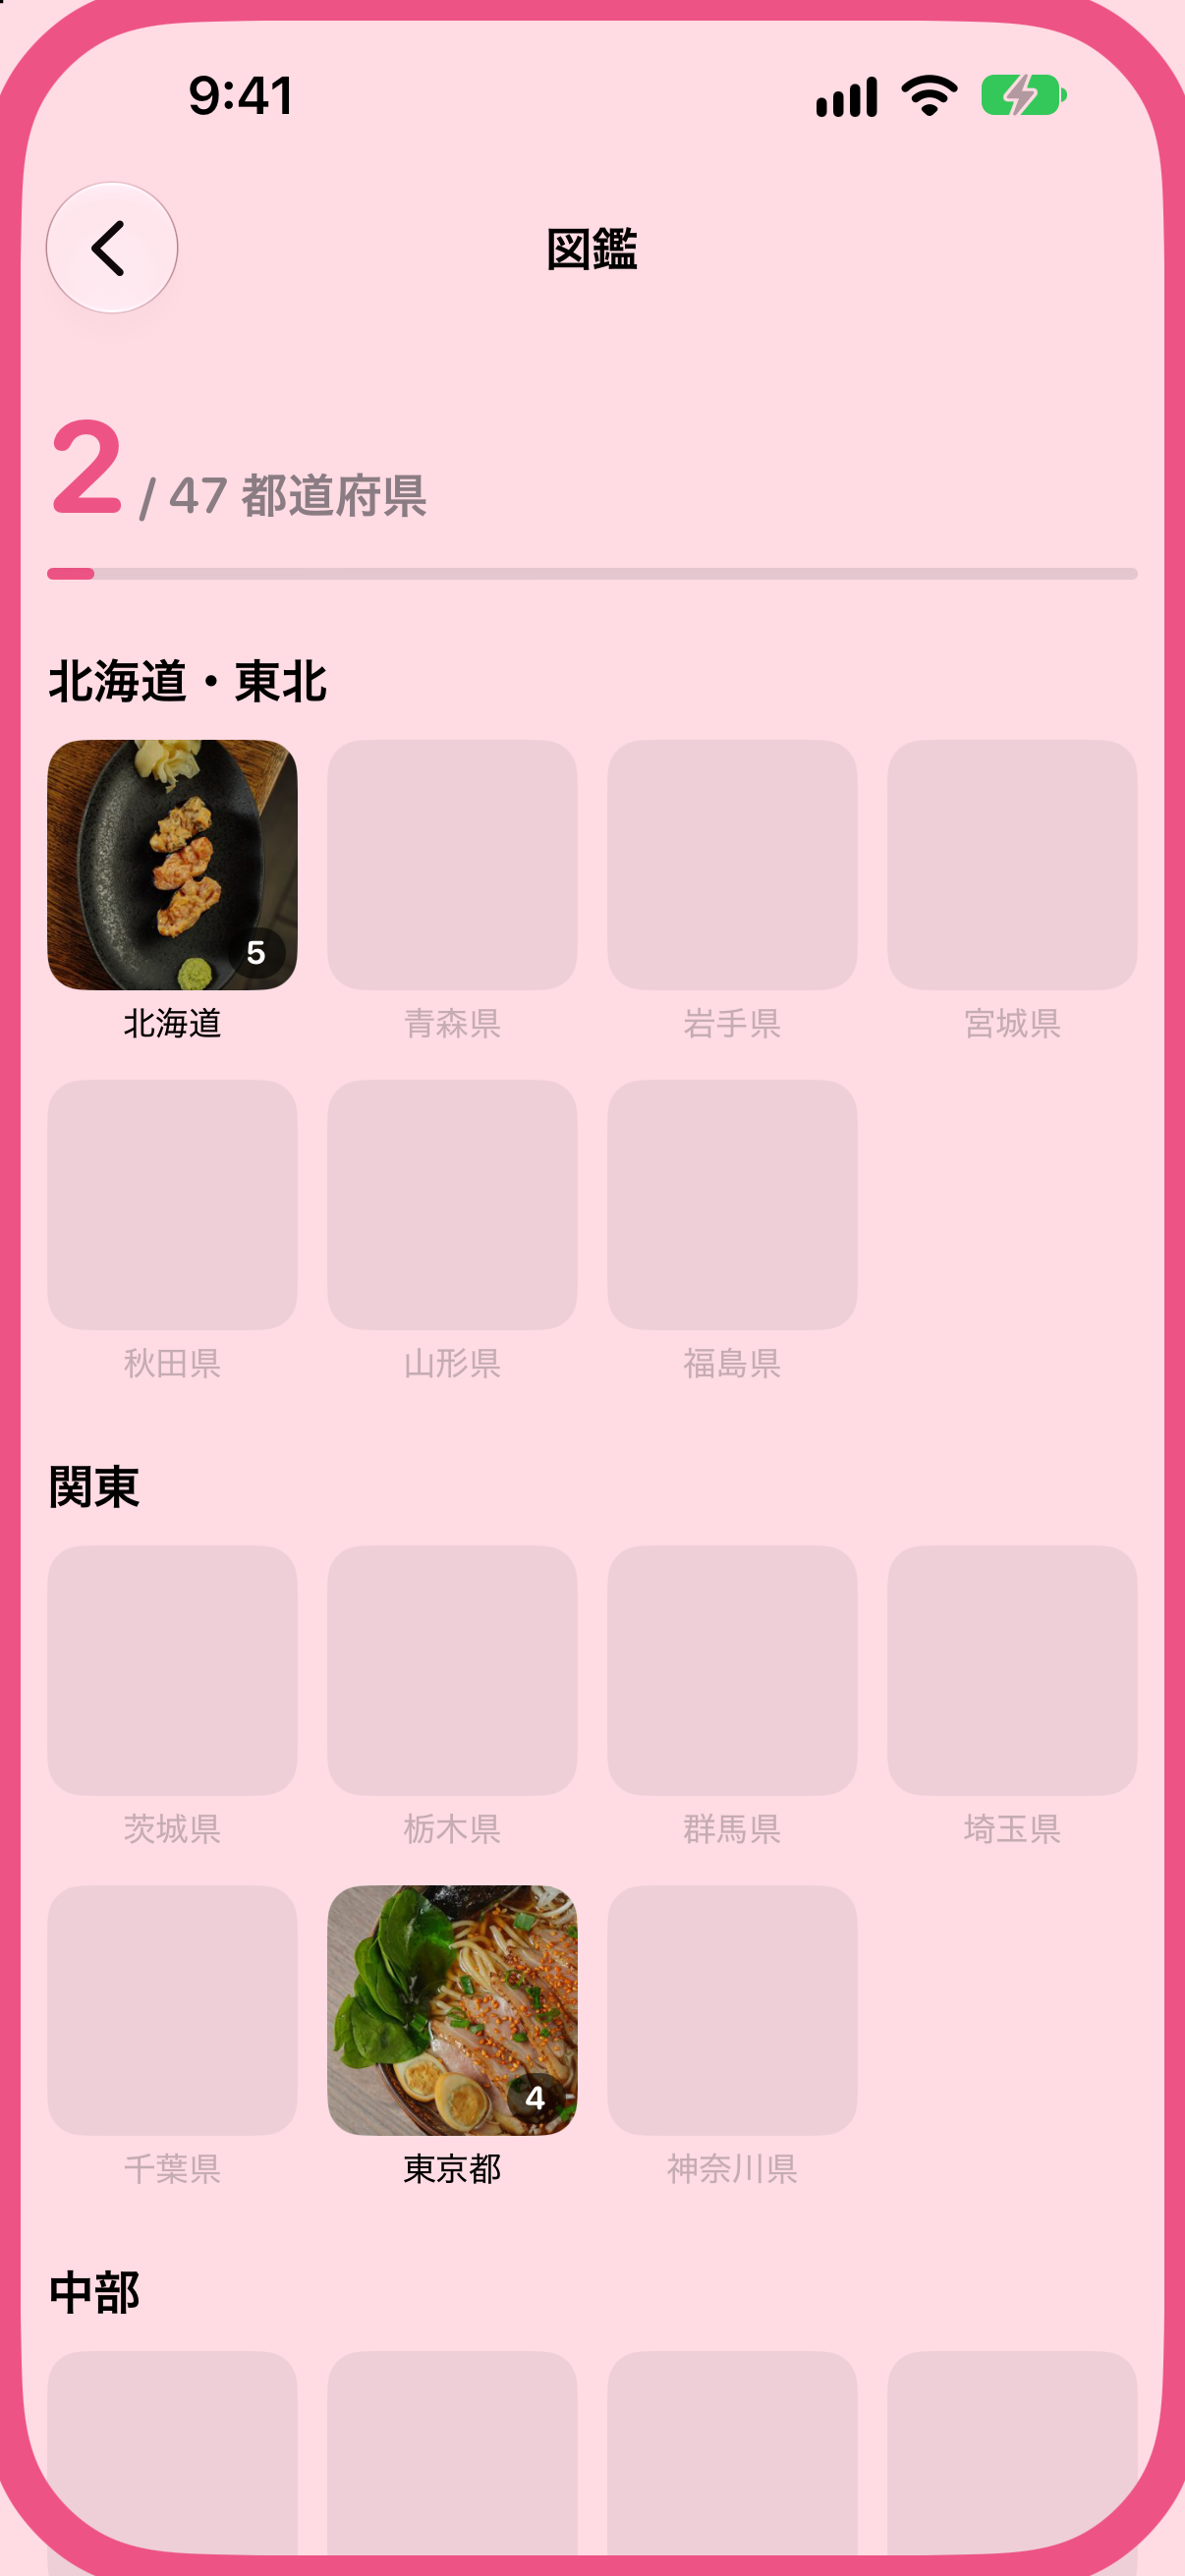 9:41
図鑑
2 / 47 都道府県
北海道・東北
5
北海道 青森県 岩手県 宮城県
秋田県 山形県 福島県
関東
茨城県 栃木県 群馬県 埼玉県
4
千葉県 東京都 神奈川県
中部